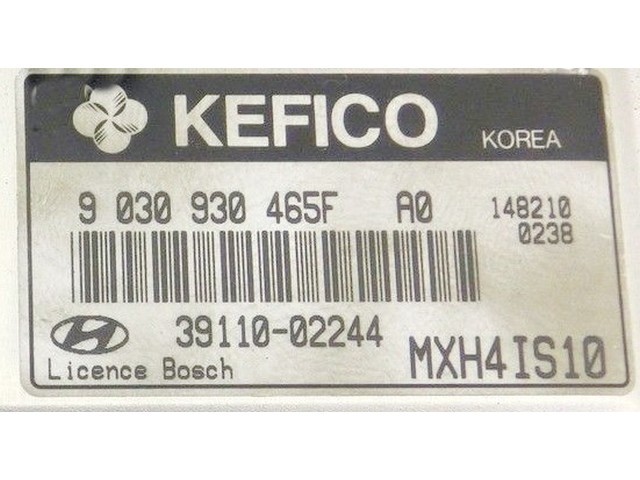 KEFICO KOREA
9 030 930 465F A0 148210
0238
39110-02244
Licence Bosch MXH4IS10